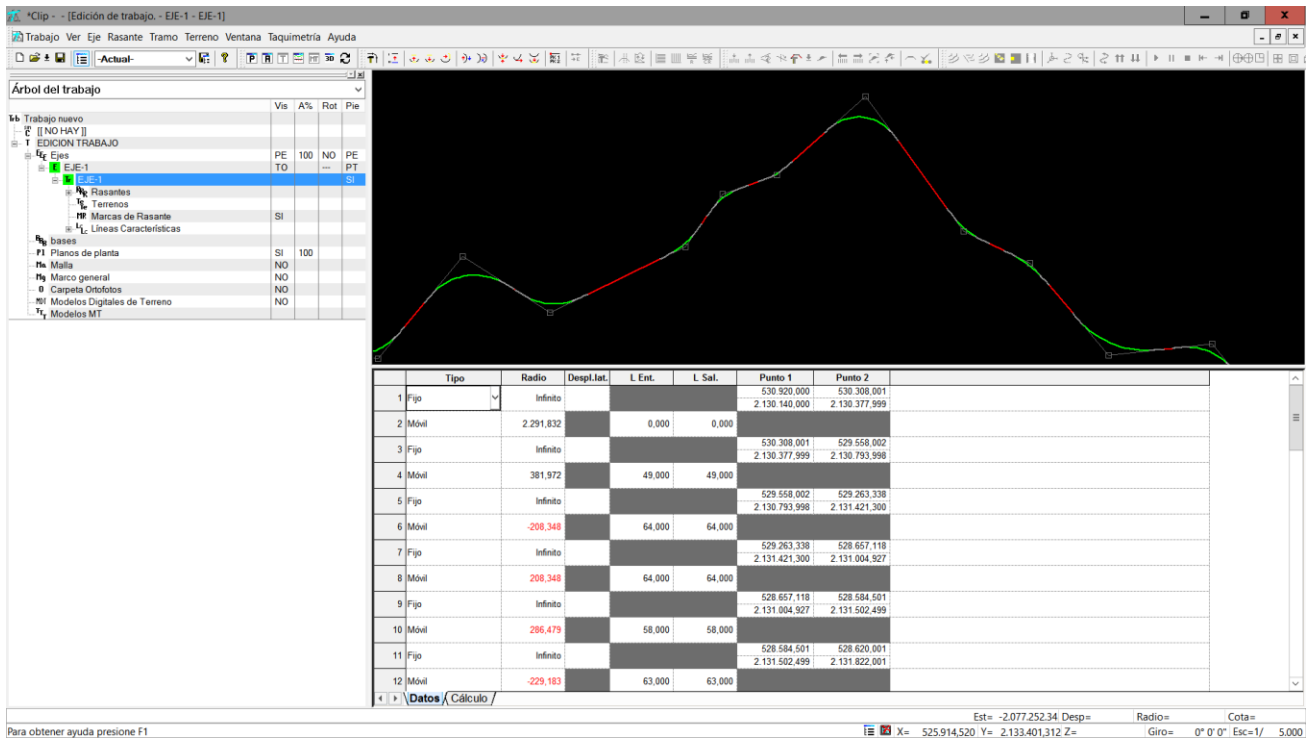 *Clip - - [Edición de trabajo. - EJE-1 - EJE-1]
Trabajo Ver Eje Rasante Tramo Terreno Ventana Taquimetría Ayuda
-Actual-
Árbol del trabajo
Vis A% Rot Pie
Trb Trabajo nuevo
[[ NO HAY ]]
T EDICION TRABAJO
Ejes PE 100 NO PE
E EJE-1 TO --- PT
Tr EJE-1 SI
Rasantes
Terrenos
MR Marcas de Rasante SI
Líneas Características
bases
Pl Planos de planta SI 100
Ma Malla NO
Mg Marco general NO
O Carpeta Ortofotos NO
MDT Modelos Digitales de Terreno NO
Modelos MT
Tipo Radio Despl.lat. L Ent. L Sal. Punto 1 Punto 2
1 Fijo Infinito 530.920,000 530.308,001
2.130.140,000 2.130.377,999
2 Móvil 2.291,832 0,000 0,000
3 Fijo Infinito 530.308,001 529.558,002
2.130.377,999 2.130.793,998
4 Móvil 381,972 49,000 49,000
5 Fijo Infinito 529.558,002 529.263,338
2.130.793,998 2.131.421,300
6 Móvil -208,348 64,000 64,000
7 Fijo Infinito 529.263,338 528.657,118
2.131.421,300 2.131.004,927
8 Móvil 208,348 64,000 64,000
9 Fijo Infinito 528.657,118 528.584,501
2.131.004,927 2.131.502,499
10 Móvil 286,479 58,000 58,000
11 Fijo Infinito 528.584,501 528.620,001
2.131.502,499 2.131.822,001
12 Móvil -229,183 63,000 63,000
Datos Cálculo
Est= -2.077.252.34 Desp= Radio= Cota=
Para obtener ayuda presione F1 X= 525.914,520 Y= 2.133.401,312 Z= Giro= 0° 0' 0" Esc=1/ 5.000